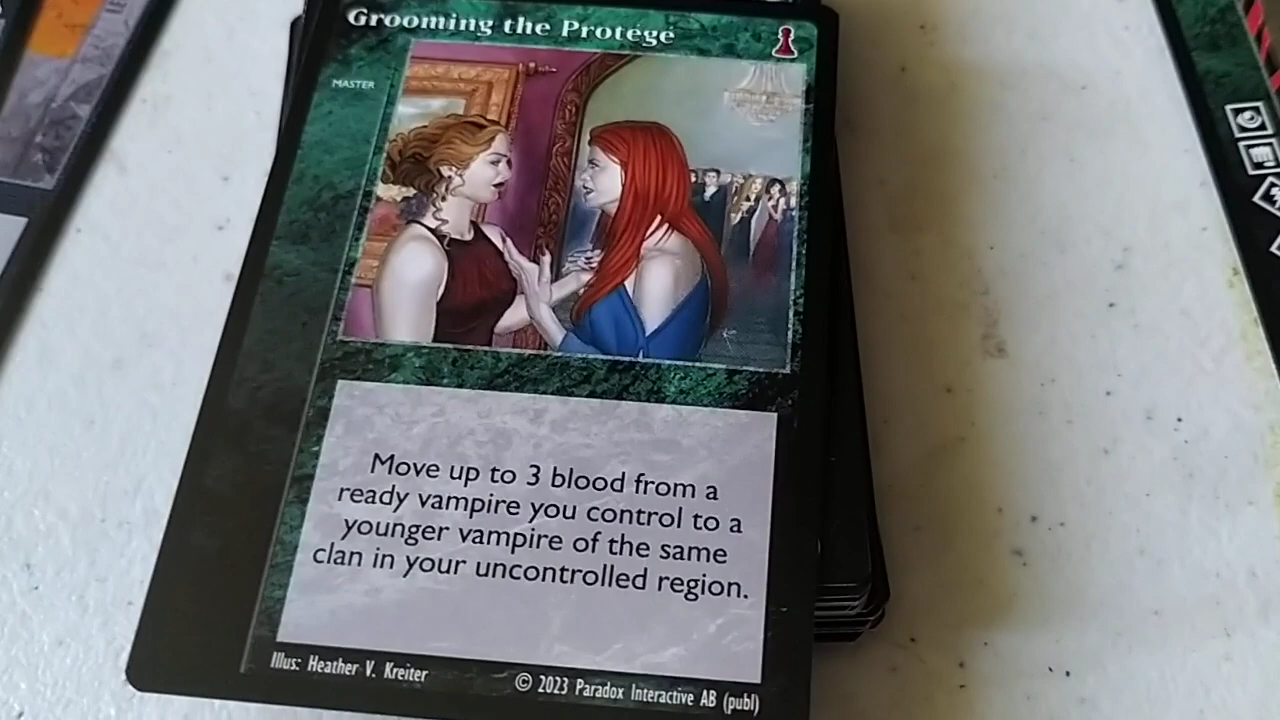 Grooming the Protégé
MASTER
Move up to 3 blood from a
ready vampire you control to a
younger vampire of the same
clan in your uncontrolled region.
Illus: Heather V. Kreiter
© 2023 Paradox Interactive AB (publ)